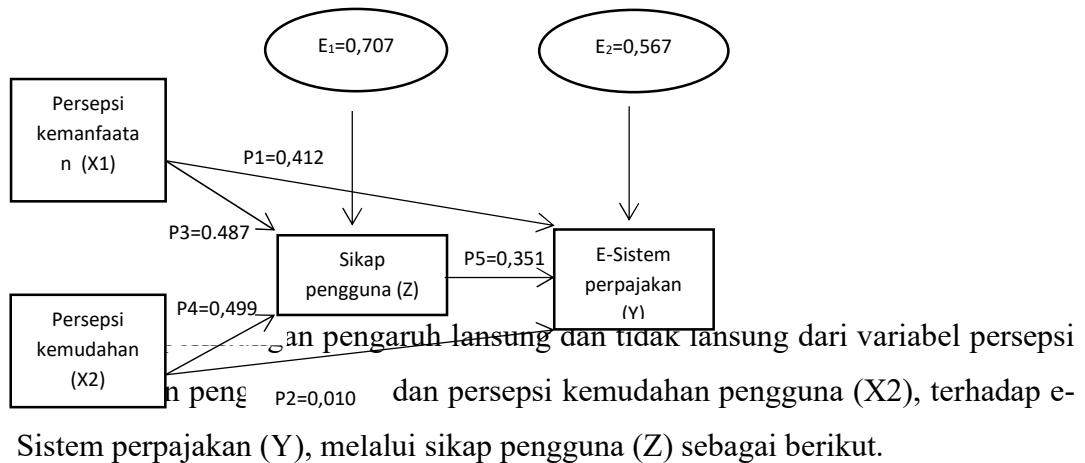 E1=0,707
E2=0,567
Persepsi
kemanfaata
n (X1)
P1=0,412
P3=0.487
Sikap
pengguna (Z)
P5=0,351
E-Sistem
perpajakan
(Y)
P4=0,499
Persepsi
kemudahan
(X2)
P2=0,010
an pengaruh lansung dan tidak lansung dari variabel persepsi
n peng dan persepsi kemudahan pengguna (X2), terhadap e-
Sistem perpajakan (Y), melalui sikap pengguna (Z) sebagai berikut.